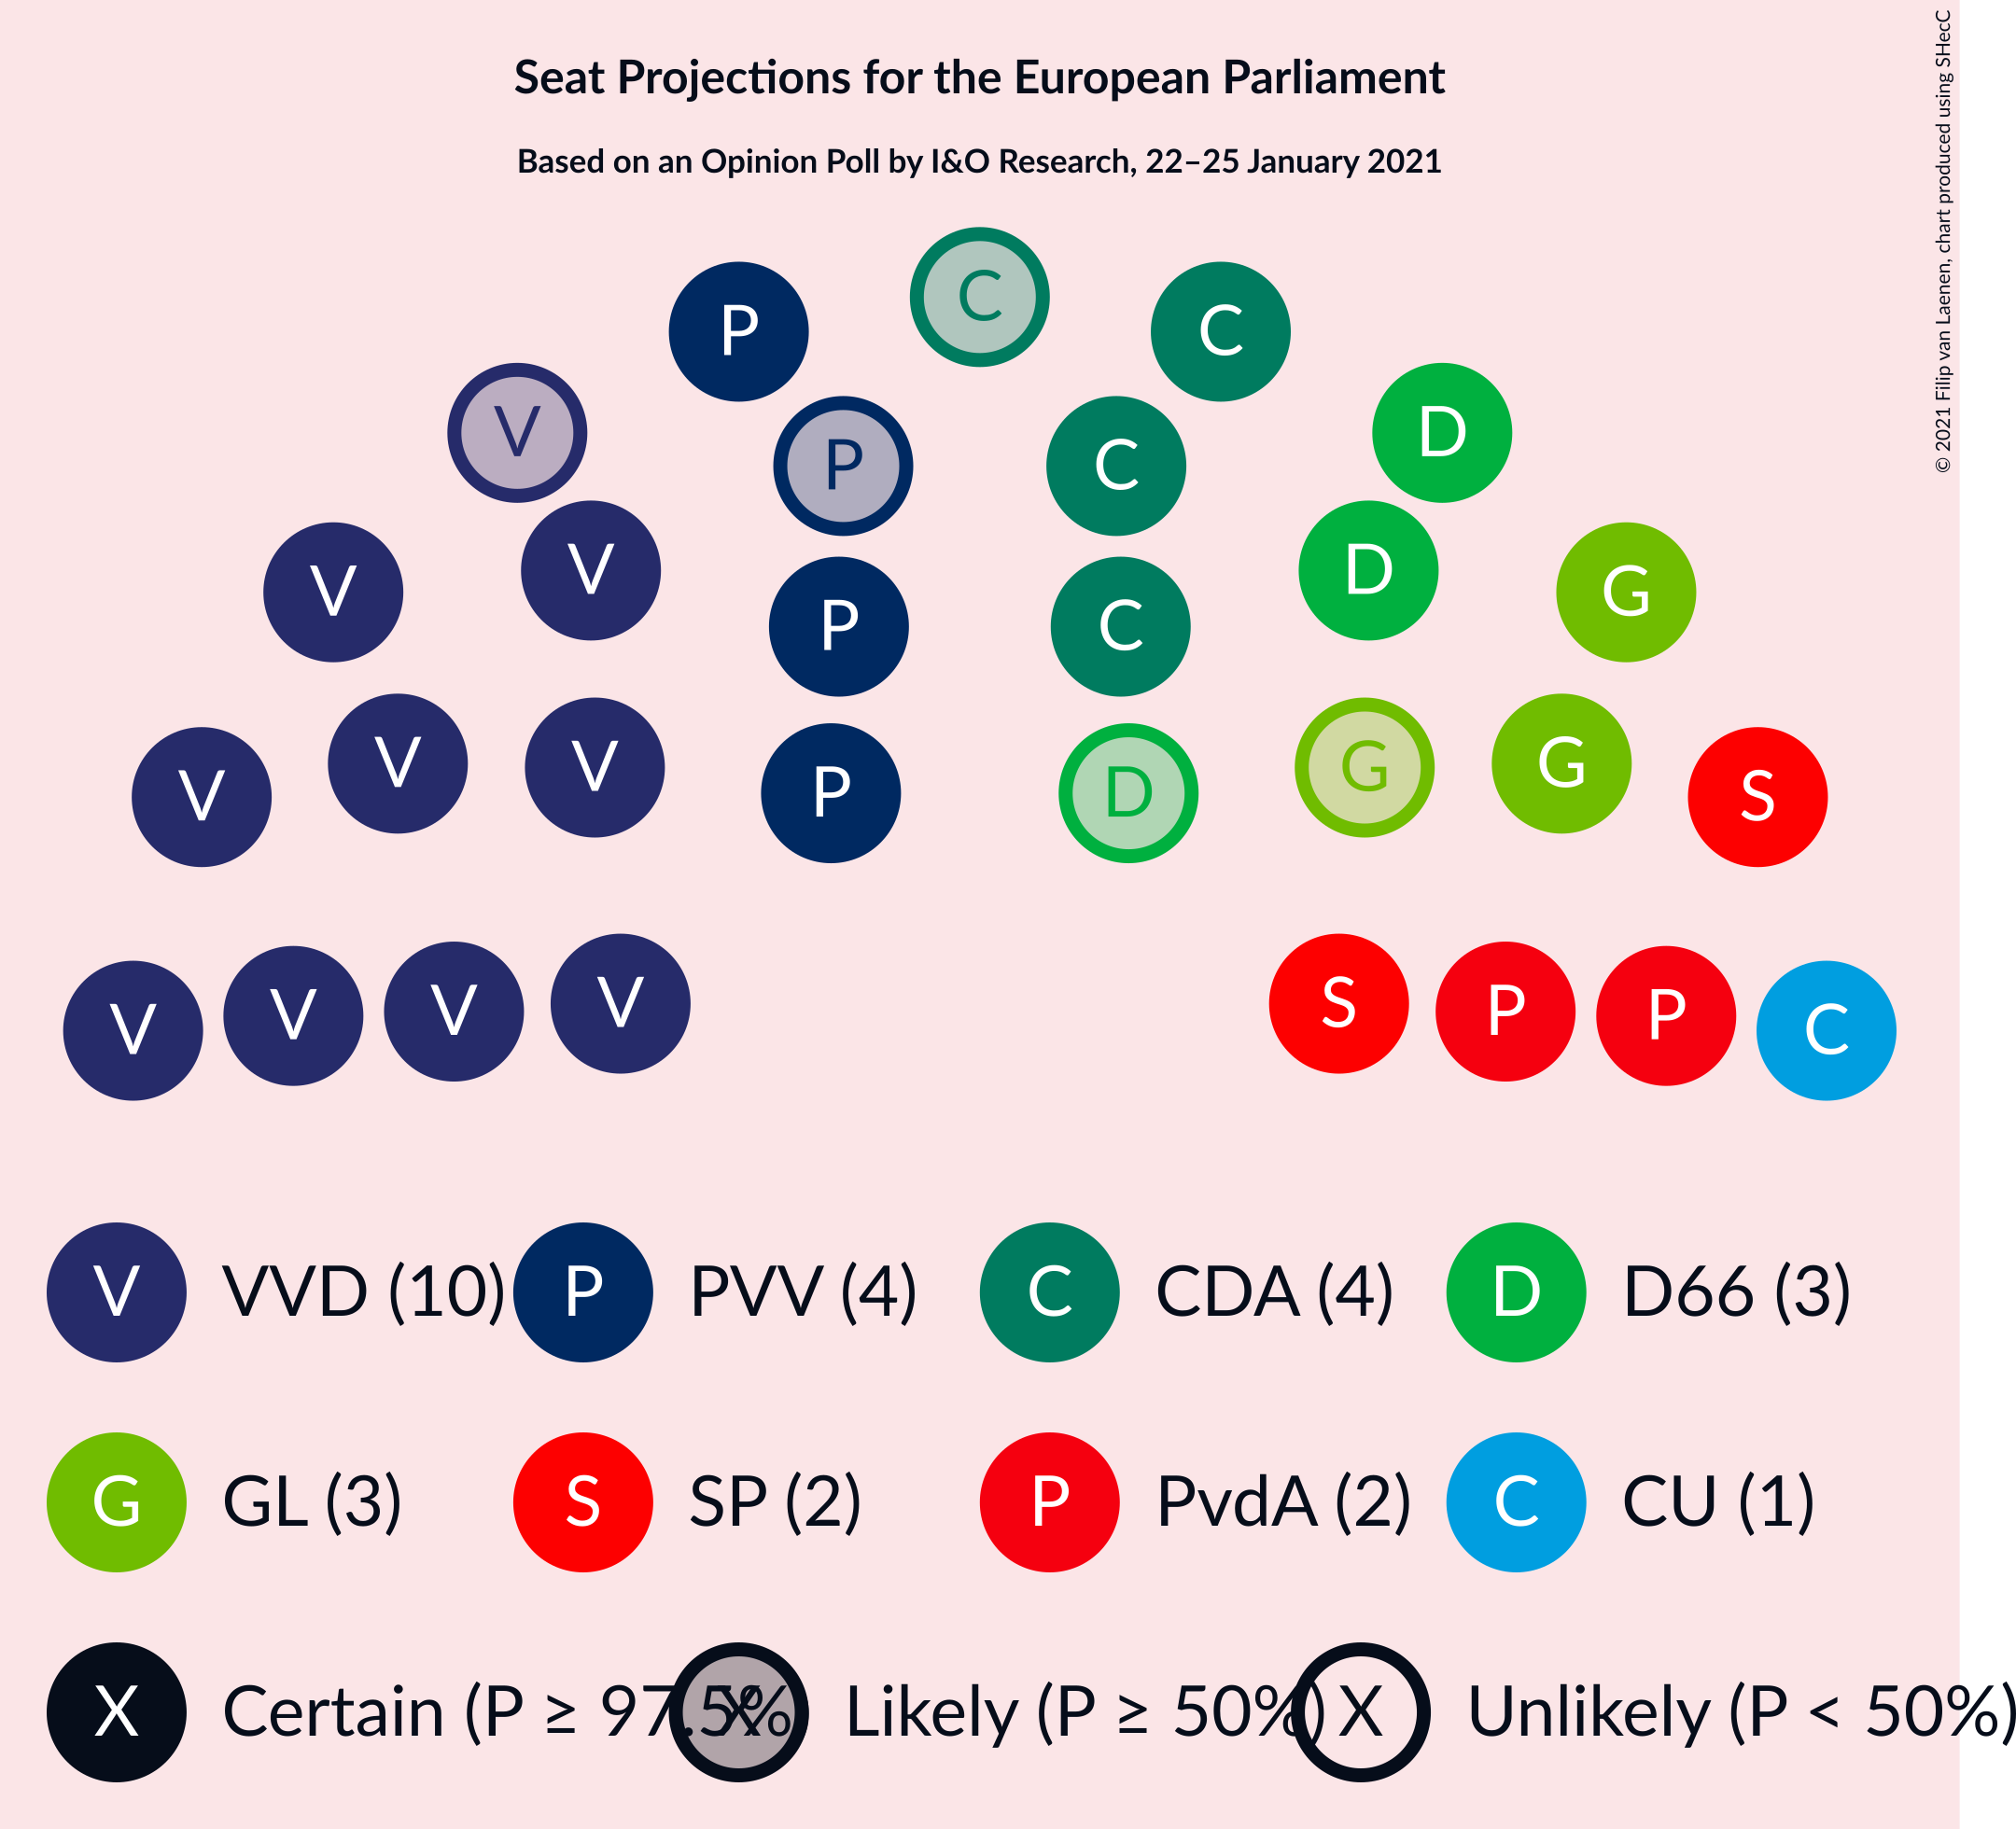 Seat Projections for the European Parliament
Based on an Opinion Poll by I&O Research, 22–25 January 2021
© 2021 Filip van Laenen, chart produced using SHecC
C
P C
V D
P C
V V D G
P C
V V V P D G G S
V V V V S P P C
V VVD (10) P PVV (4) C CDA (4) D D66 (3)
G GL (3) S SP (2) P PvdA (2) C CU (1)
X Certain (P ≥ 97.5% X Likely (P ≥ 50%) X Unlikely (P < 50%)